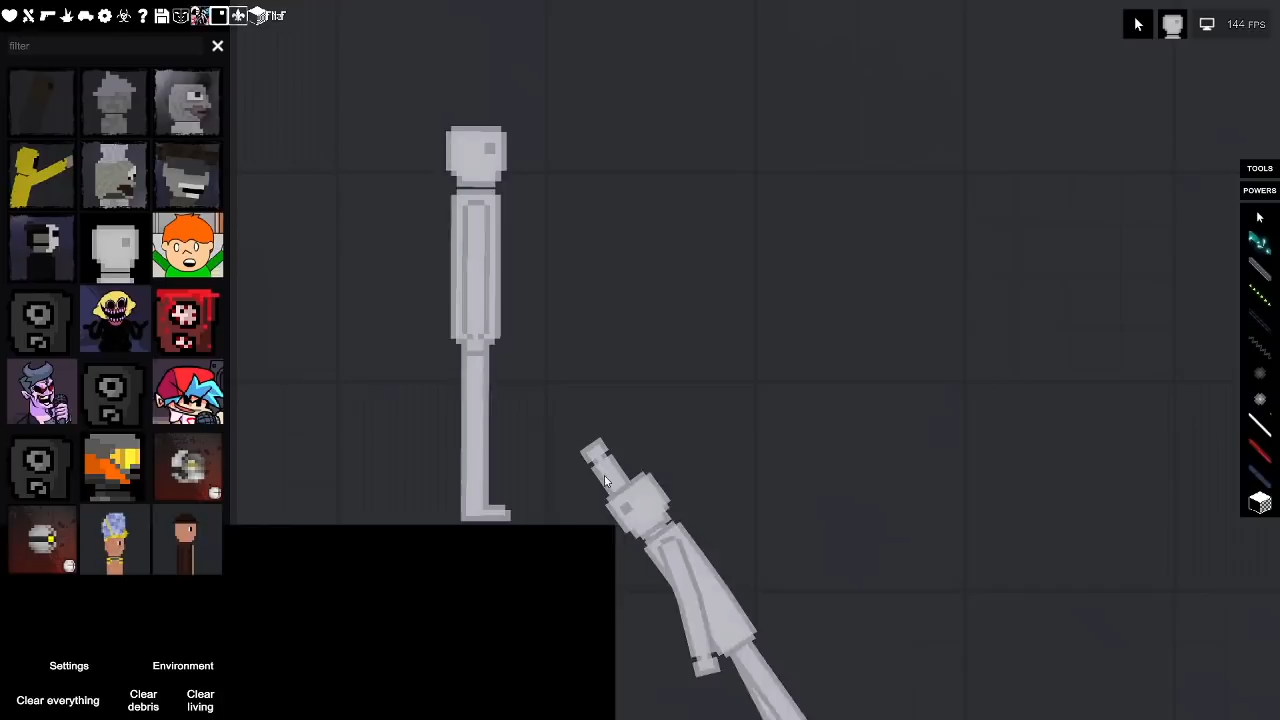 144 FPS
filter
TOOLS
POWERS
Settings
Environment
Clear everything
Clear debris
Clear living